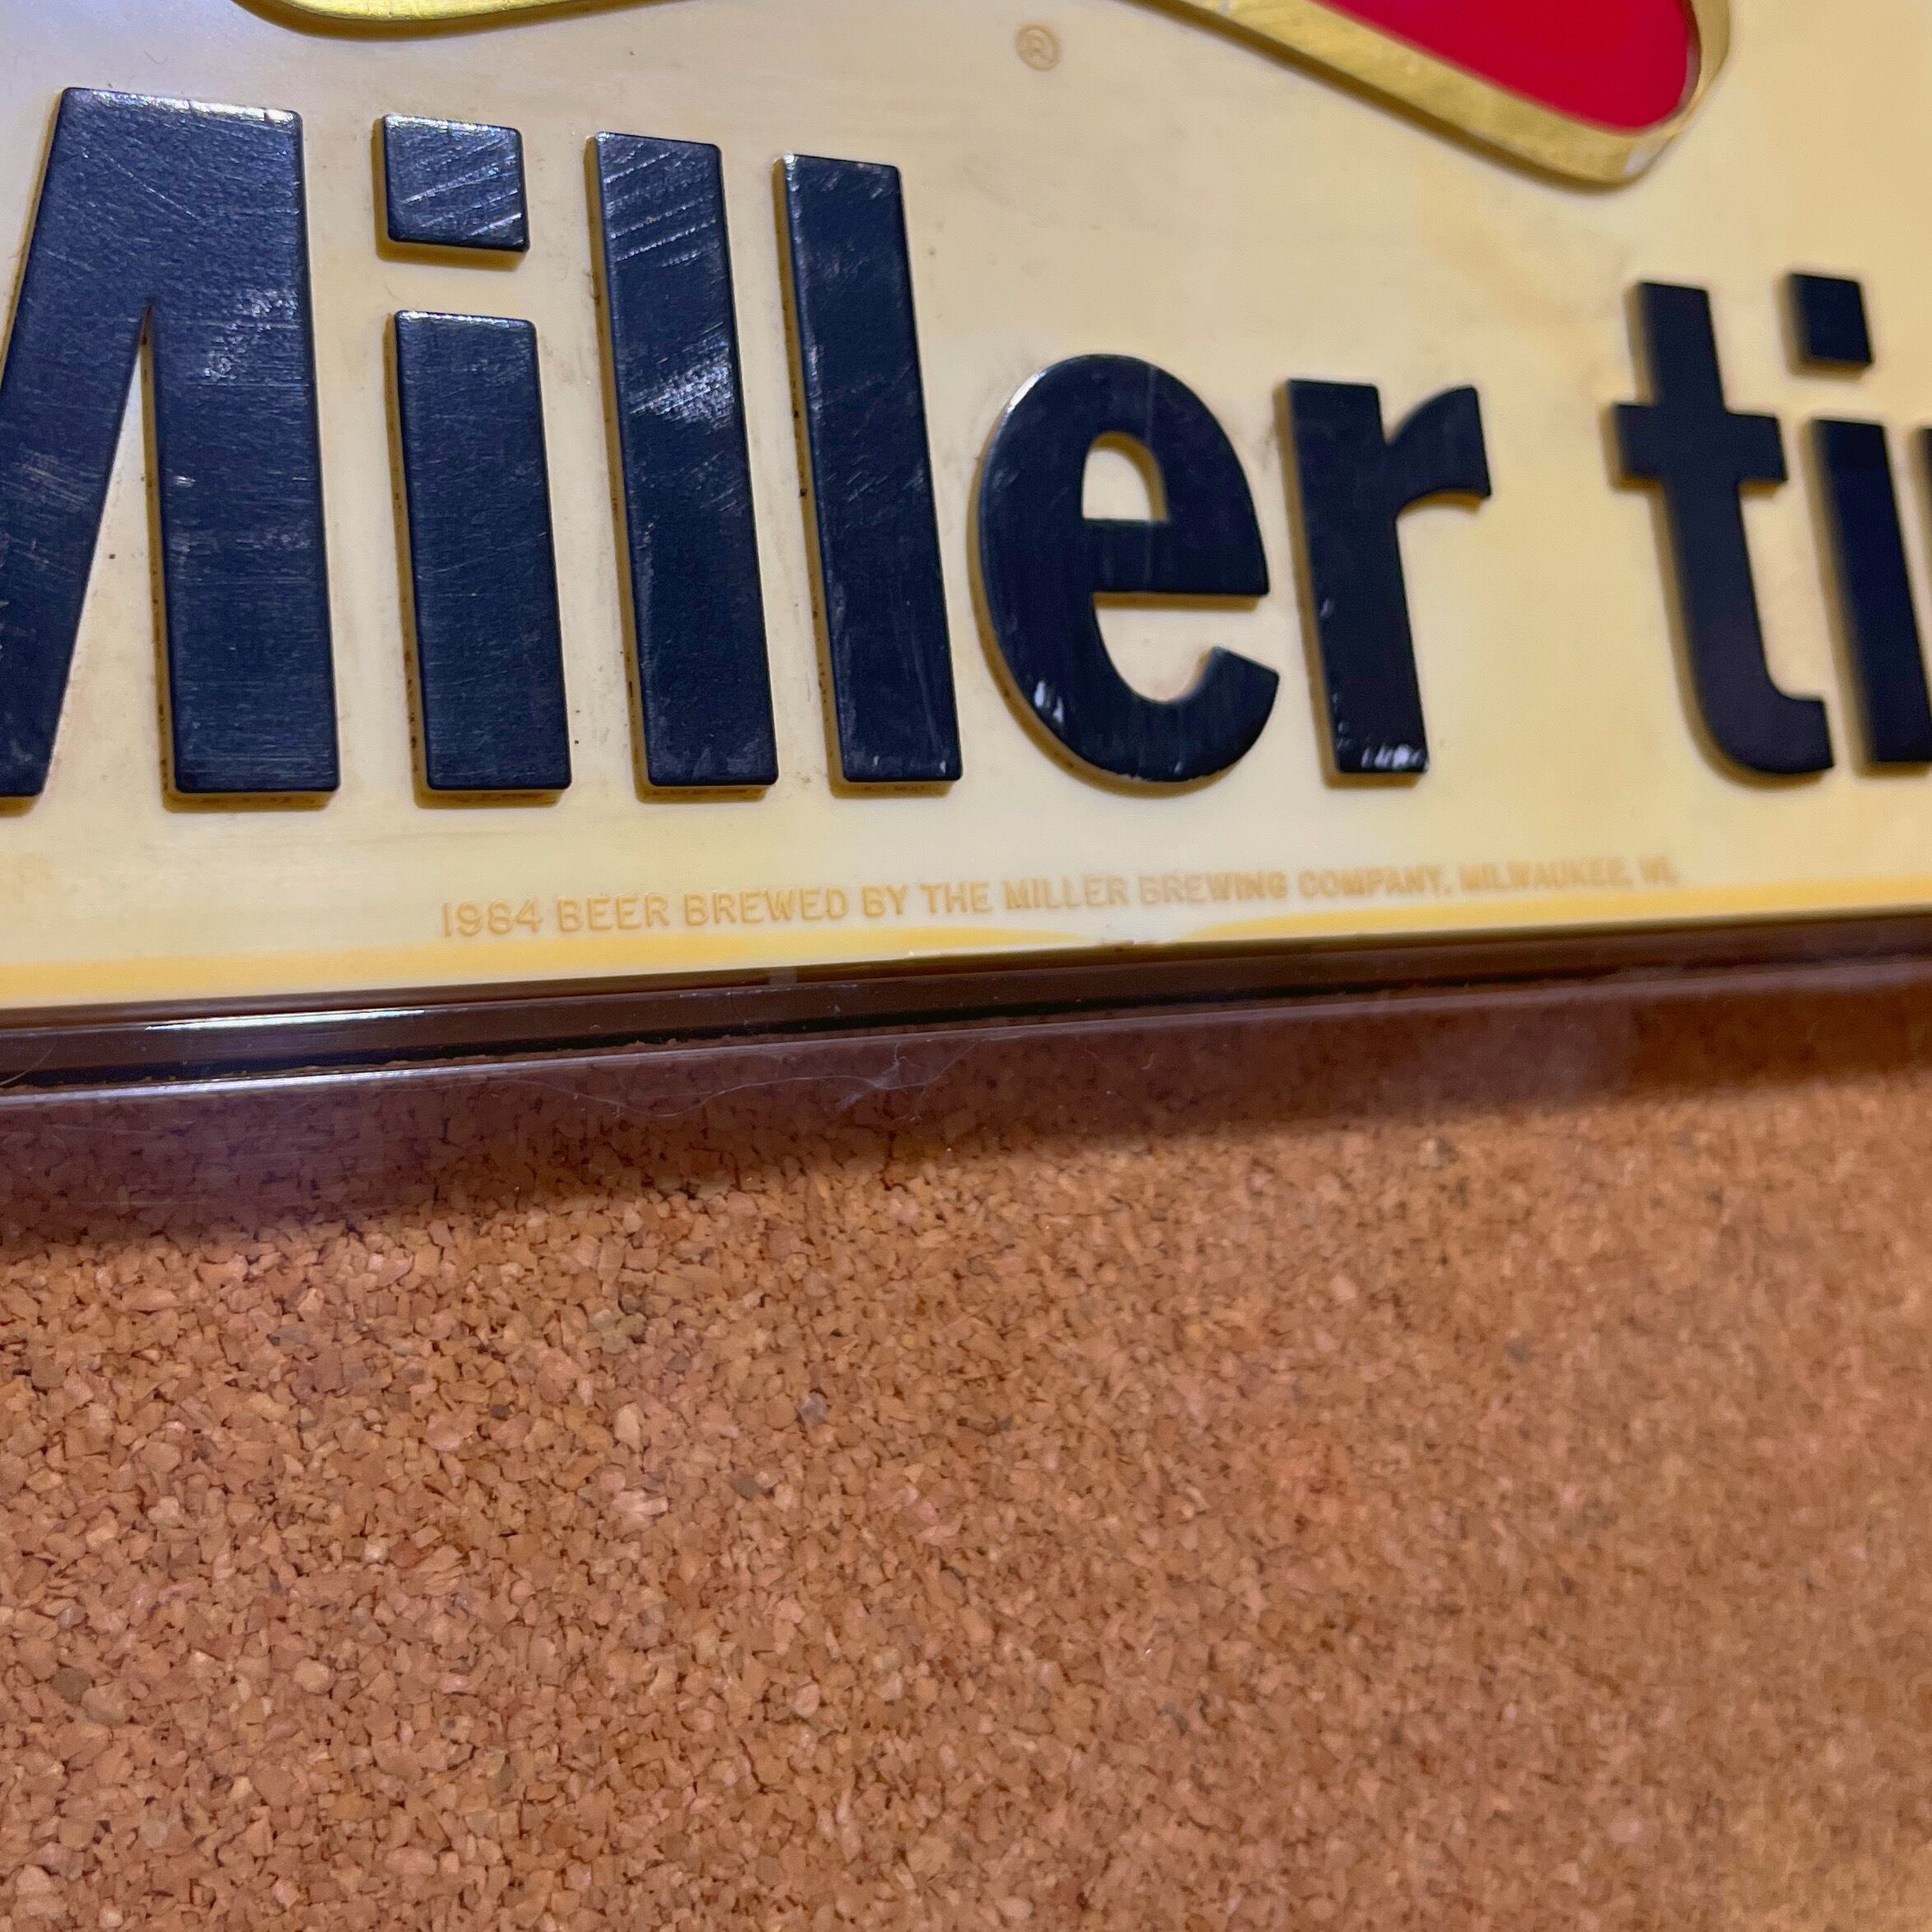 ®
Miller ti
1984 BEER BREWED BY THE MILLER BREWING COMPANY, MILWAUKEE, WI.